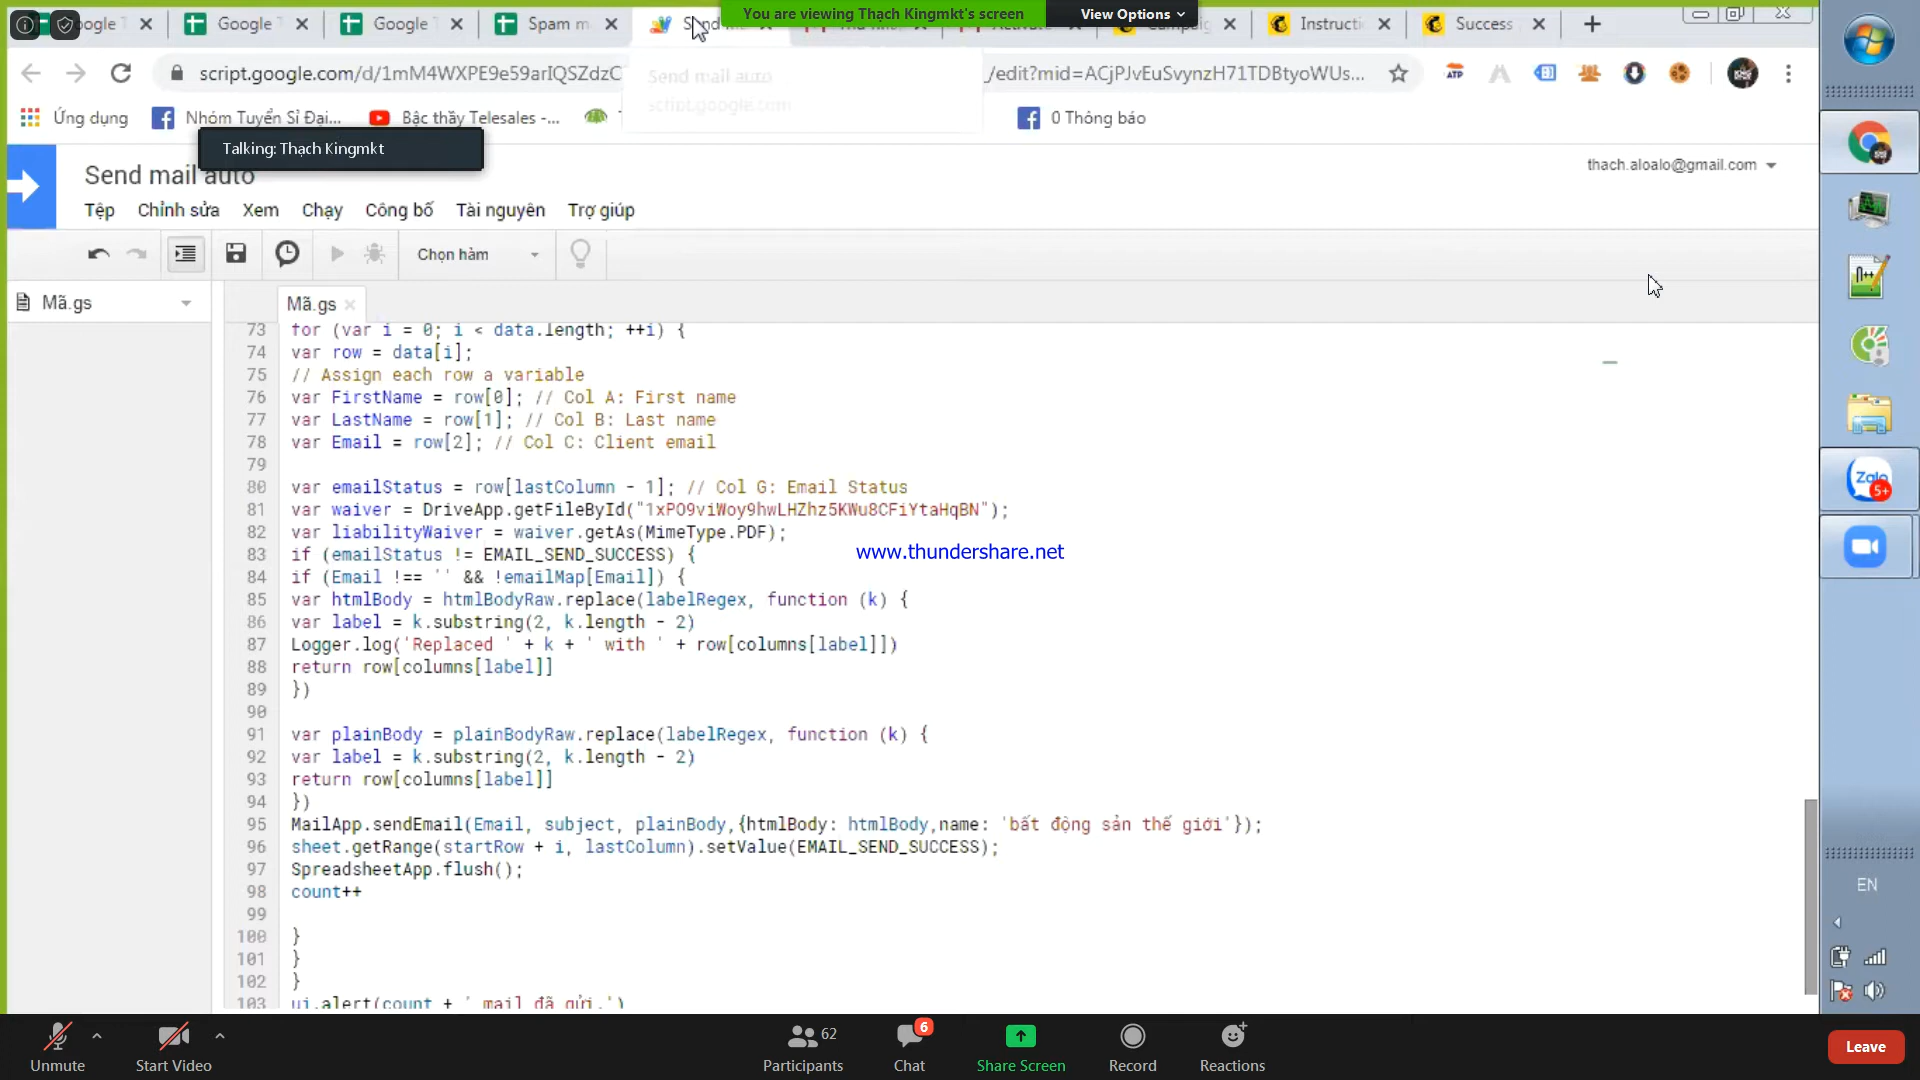 You are viewing Thạch Kingmkt's screen View Options
Google T Google T Spam m Instructi Success
script.google.com/d/1mM4WXPE9e59arIQSZdzC _/edit?mid=ACjPJvEuSvynzH71TDBtyoWUs...
Send mail auto
script.google.com
Ứng dụng Nhóm Tuyển Sỉ Đại... Bậc thầy Telesales -... 0 Thông báo
Talking: Thạch Kingmkt
Send mail auto
thach.aloalo@gmail.com
Tệp Chỉnh sửa Xem Chạy Công bố Tài nguyên Trợ giúp
Chọn hàm
Mã.gs
Mã.gs
73 for (var i = 0; i < data.length; ++i) {
74 var row = data[i];
75 // Assign each row a variable
76 var FirstName = row[0]; // Col A: First name
77 var LastName = row[1]; // Col B: Last name
78 var Email = row[2]; // Col C: Client email
79
80 var emailStatus = row[lastColumn - 1]; // Col G: Email Status
81 var waiver = DriveApp.getFileById("1xPO9viWoy9hwLHZhz5KWu8CFiYtaHqBN");
82 var liabilityWaiver = waiver.getAs(MimeType.PDF);
83 if (emailStatus != EMAIL_SEND_SUCCESS) {
www.thundershare.net
84 if (Email !== '' && !emailMap[Email]) {
85 var htmlBody = htmlBodyRaw.replace(labelRegex, function (k) {
86 var label = k.substring(2, k.length - 2)
87 Logger.log('Replaced ' + k + ' with ' + row[columns[label]])
88 return row[columns[label]]
89 })
90
91 var plainBody = plainBodyRaw.replace(labelRegex, function (k) {
92 var label = k.substring(2, k.length - 2)
93 return row[columns[label]]
94 })
95 MailApp.sendEmail(Email, subject, plainBody,{htmlBody: htmlBody,name: 'bất động sản thế giới'});
96 sheet.getRange(startRow + i, lastColumn).setValue(EMAIL_SEND_SUCCESS);
97 SpreadsheetApp.flush();
98 count++
99
100 }
101 }
102 }
103 ui.alert(count + ' mail đã gửi.')
ATP
Zalo
5+
EN
Unmute Start Video Participants 62 Chat 6 Share Screen Record Reactions Leave